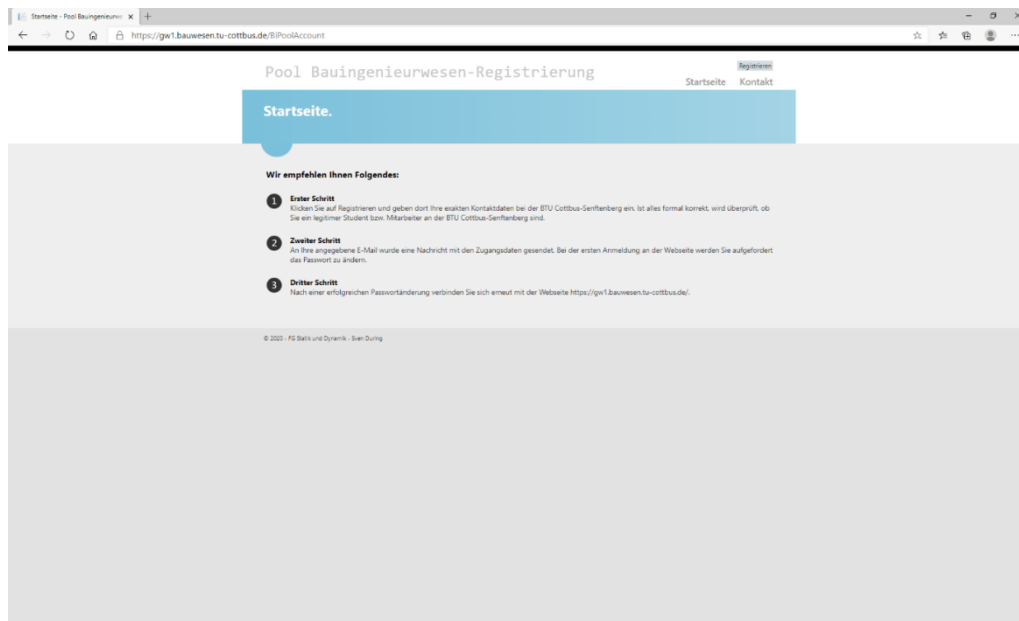 Startseite - Pool Bauingenieurwe
https://gw1.bauwesen.tu-cottbus.de/BiPoolAccount
Registrieren
Pool Bauingenieurwesen-Registrierung
Startseite Kontakt
Startseite.
Wir empfehlen Ihnen Folgendes:
1 Erster Schritt
Klicken Sie auf Registrieren und geben dort Ihre exakten Kontaktdaten bei der BTU Cottbus-Senftenberg ein. Ist alles formal korrekt, wird überprüft, ob
Sie ein legitimer Student bzw. Mitarbeiter an der BTU Cottbus-Senftenberg sind.
2 Zweiter Schritt
An Ihre angegebene E-Mail wurde eine Nachricht mit den Zugangsdaten gesendet. Bei der ersten Anmeldung an der Webseite werden Sie aufgefordert
das Passwort zu ändern.
3 Dritter Schritt
Nach einer erfolgreichen Passwortänderung verbinden Sie sich erneut mit der Webseite https://gw1.bauwesen.tu-cottbus.de/.
© 2020 - FG Statik und Dynamik - Sven During